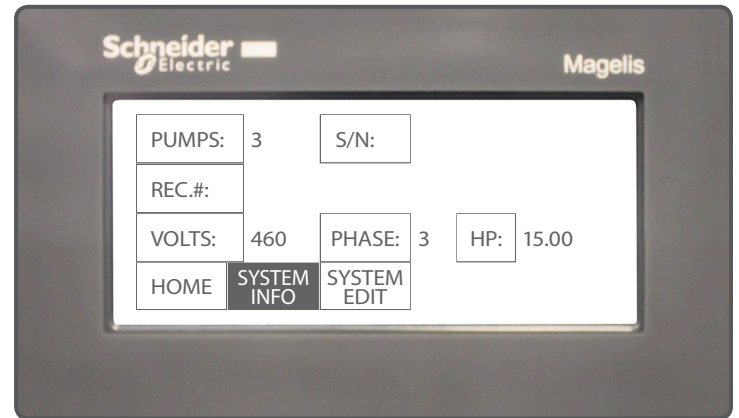 Schneider
Electric
Magelis
PUMPS: 3 S/N:
REC.#:
VOLTS: 460 PHASE: 3 HP: 15.00
HOME SYSTEM INFO SYSTEM EDIT